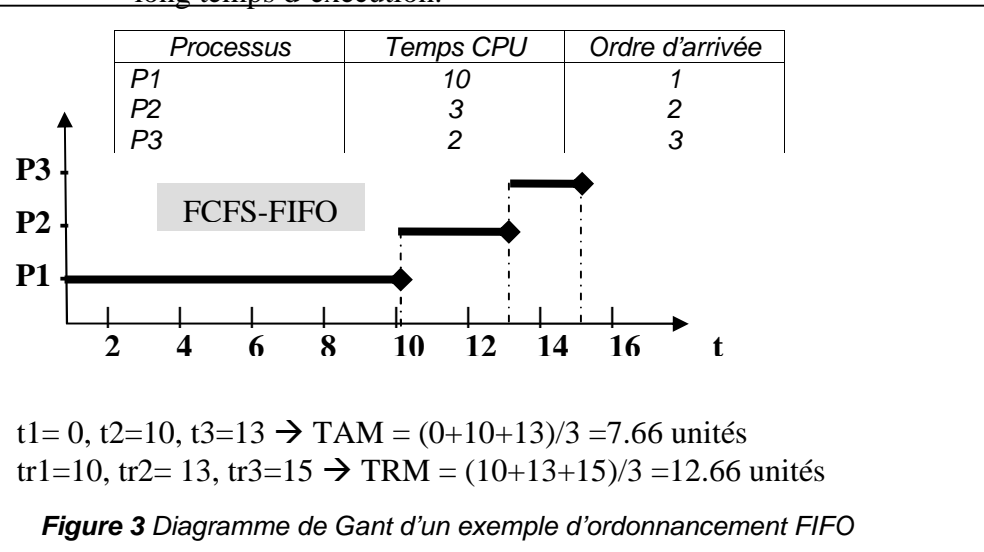 long temps d'exécution.
Processus Temps CPU Ordre d'arrivée
P1 10 1
P2 3 2
P3 2 3
P3
FCFS-FIFO
P2
P1
2 4 6 8 10 12 14 16 t
t1= 0, t2=10, t3=13 → TAM = (0+10+13)/3 =7.66 unités
tr1=10, tr2= 13, tr3=15 → TRM = (10+13+15)/3 =12.66 unités
Figure 3 Diagramme de Gant d'un exemple d'ordonnancement FIFO